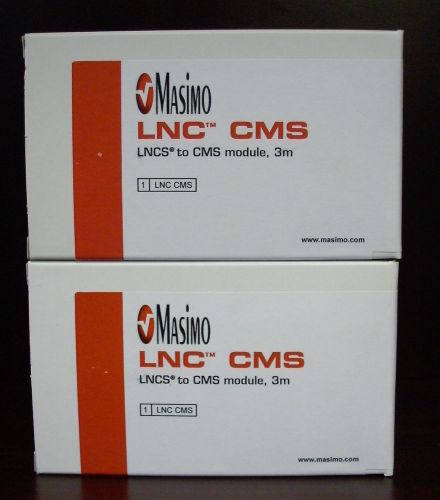 MASIMO
LNC™ CMS
LNCS® to CMS module, 3m
1 LNC CMS
www.masimo.com
MASIMO
LNC™ CMS
LNCS® to CMS module, 3m
1 LNC CMS
www.masimo.com